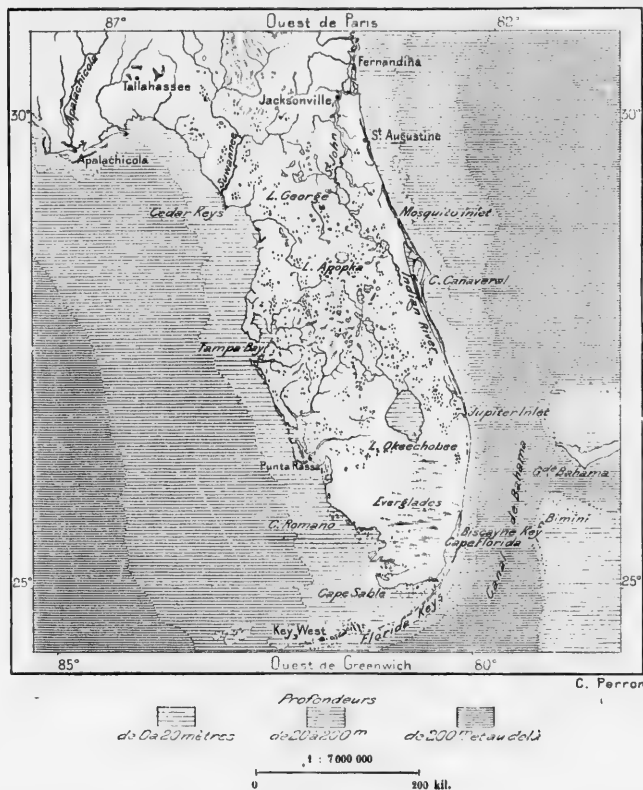 87°
Ouest de Paris
82°
Fernandina
Tallahassee
Apalachicola
Jacksonville
30°
30°
St Augustine
Apalachicola
Suwannee
St John
L. George
Cedar Keys
Mosquito inlet
L. Apopka
C. Canaveral
Indian River
Tampa Bay
Jupiter Inlet
L. Okeechobee
Punta Rassa
Gde Bahama
Everglades
Canal de Bahama
Bimini
C. Romano
Biscayne Key
Cape Florida
25°
25°
Cape Sable
Key West
Florida Keys
85°
Ouest de Greenwich
80°
C. Perron
Profondeurs
de 0 à 20 mètres
de 20 à 200 m
de 200 m et au delà
1 : 7 000 000
0
200 kil.